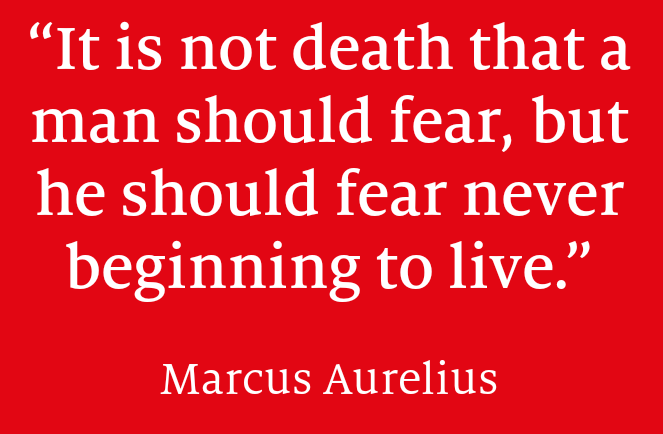 “It is not death that a
man should fear, but
he should fear never
beginning to live.”
Marcus Aurelius